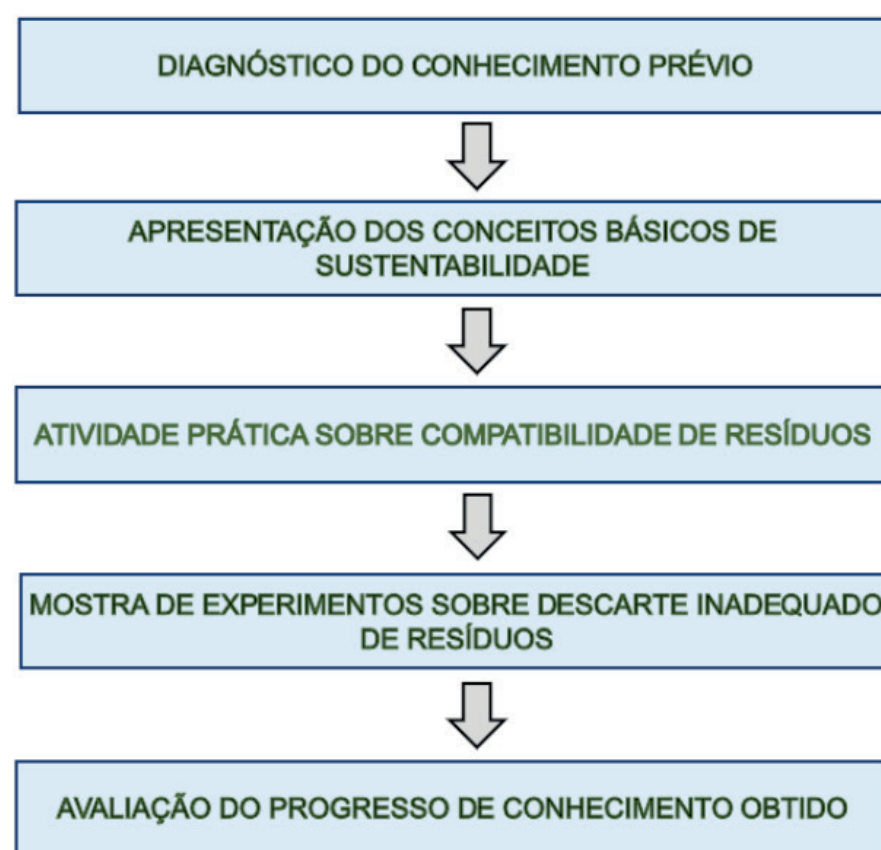 DIAGNÓSTICO DO CONHECIMENTO PRÉVIO
APRESENTAÇÃO DOS CONCEITOS BÁSICOS DE
SUSTENTABILIDADE
ATIVIDADE PRÁTICA SOBRE COMPATIBILIDADE DE RESÍDUOS
MOSTRA DE EXPERIMENTOS SOBRE DESCARTE INADEQUADO
DE RESÍDUOS
AVALIAÇÃO DO PROGRESSO DE CONHECIMENTO OBTIDO